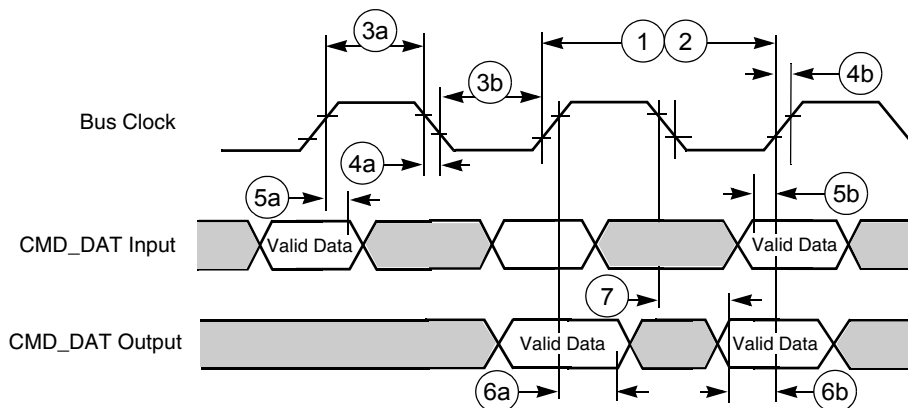 3a
1 2
3b
4b
Bus Clock
4a
5a
5b
CMD_DAT Input
Valid Data
Valid Data
7
CMD_DAT Output
Valid Data
Valid Data
6a
6b